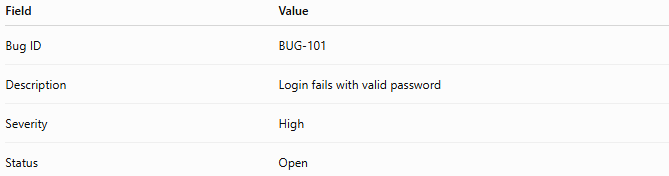 Field Value
Bug ID BUG-101
Description Login fails with valid password
Severity High
Status Open